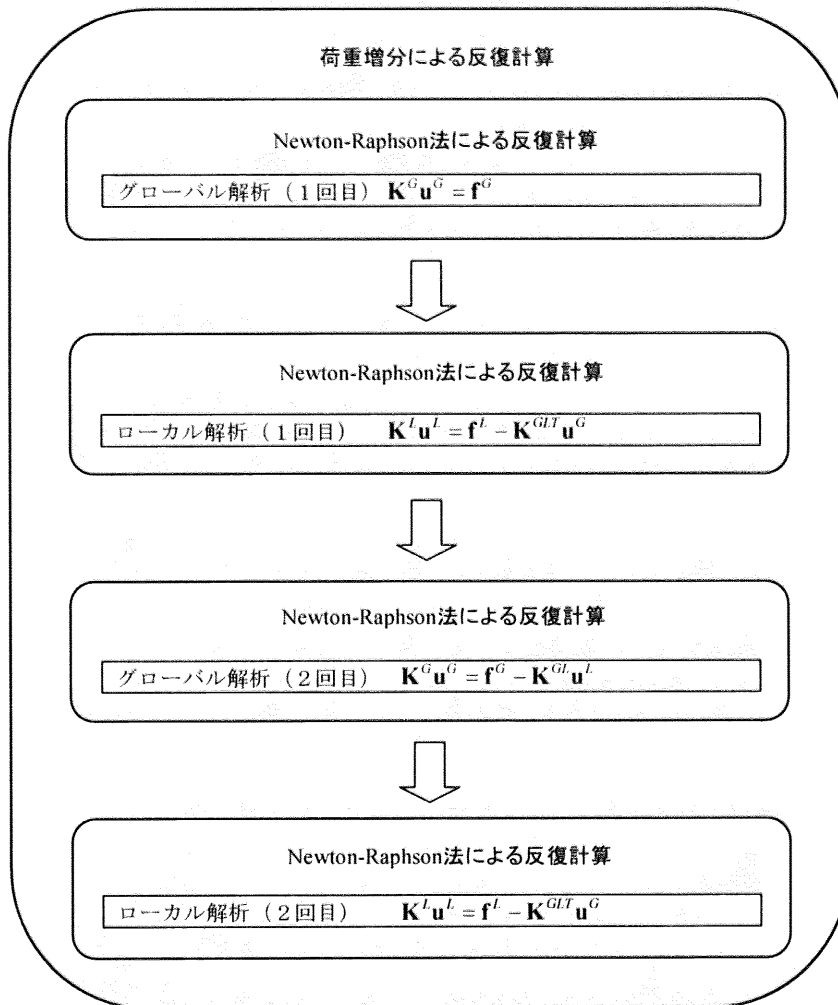 荷重増分による反復計算
Newton-Raphson法による反復計算
グローバル解析（１回目） K^G u^G = f^G
Newton-Raphson法による反復計算
ローカル解析（１回目） K^L u^L = f^L − K^{GLT} u^G
Newton-Raphson法による反復計算
グローバル解析（２回目） K^G u^G = f^G − K^{GL} u^L
Newton-Raphson法による反復計算
ローカル解析（２回目） K^L u^L = f^L − K^{GLT} u^G